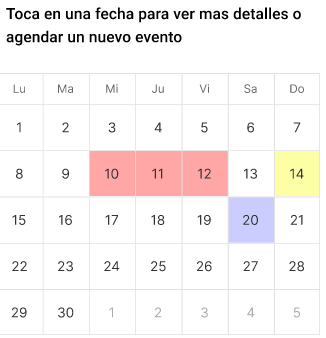 Toca en una fecha para ver mas detalles o
agendar un nuevo evento
Lu Ma Mi Ju Vi Sa Do
1 2 3 4 5 6 7
8 9 10 11 12 13 14
15 16 17 18 19 20 21
22 23 24 25 26 27 28
29 30 1 2 3 4 5